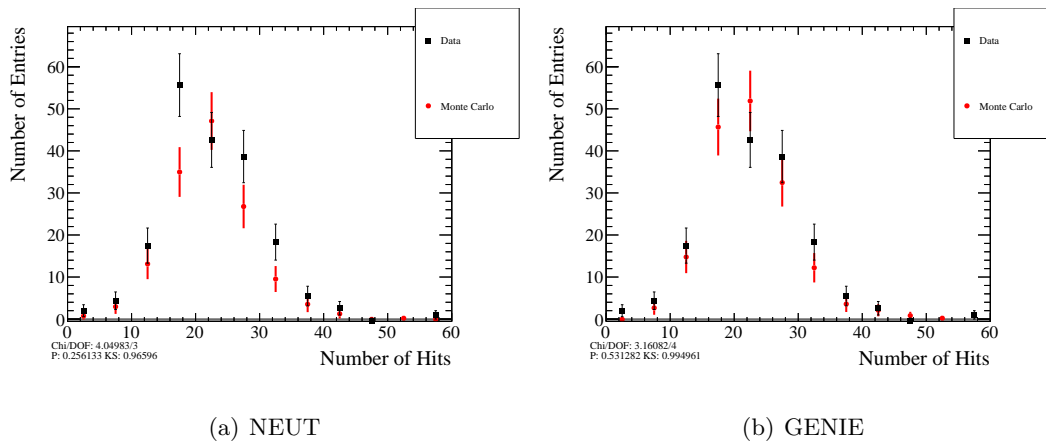 Number of Entries
60
50
40
30
20
10
0
0 10 20 30 40 50 60
Number of Hits
Data
Monte Carlo
Chi/DOF: 4.04983/3
P: 0.256133 KS: 0.96596
(a) NEUT
Number of Entries
60
50
40
30
20
10
0
0 10 20 30 40 50 60
Number of Hits
Data
Monte Carlo
Chi/DOF: 3.16082/4
P: 0.531282 KS: 0.994961
(b) GENIE